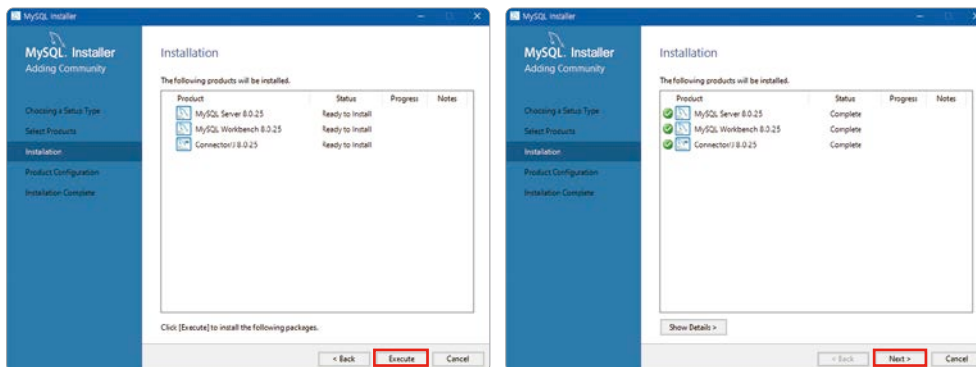 MySQL Installer
MySQL. Installer
Adding Community
Choosing a Setup Type
Select Products
Installation
Product Configuration
Installation Complete
Installation
The following products will be installed.
Product Status Progress Notes
MySQL Server 8.0.25 Ready to Install
MySQL Workbench 8.0.25 Ready to Install
Connector/J 8.0.25 Ready to Install
Click [Execute] to install the following packages.
< Back Execute Cancel
MySQL Installer
MySQL. Installer
Adding Community
Choosing a Setup Type
Select Products
Installation
Product Configuration
Installation Complete
Installation
The following products will be installed.
Product Status Progress Notes
MySQL Server 8.0.25 Complete
MySQL Workbench 8.0.25 Complete
Connector/J 8.0.25 Complete
Show Details >
< Back Next > Cancel